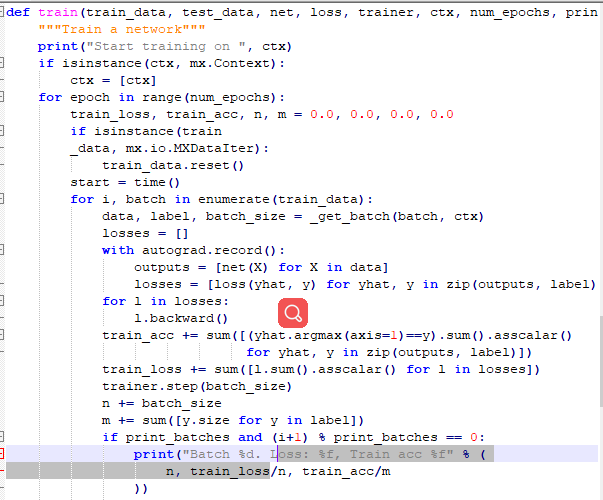 def train(train_data, test_data, net, loss, trainer, ctx, num_epochs, prin
"""Train a network"""
print("Start training on ", ctx)
if isinstance(ctx, mx.Context):
ctx = [ctx]
for epoch in range(num_epochs):
train_loss, train_acc, n, m = 0.0, 0.0, 0.0, 0.0
if isinstance(train
_data, mx.io.MXDataIter):
train_data.reset()
start = time()
for i, batch in enumerate(train_data):
data, label, batch_size = _get_batch(batch, ctx)
losses = []
with autograd.record():
outputs = [net(X) for X in data]
losses = [loss(yhat, y) for yhat, y in zip(outputs, label)
for l in losses:
l.backward()
train_acc += sum([(yhat.argmax(axis=1)==y).sum().asscalar()
for yhat, y in zip(outputs, label)])
train_loss += sum([l.sum().asscalar() for l in losses])
trainer.step(batch_size)
n += batch_size
m += sum([y.size for y in label])
if print_batches and (i+1) % print_batches == 0:
print("Batch %d. Loss: %f, Train acc %f" % (
n, train_loss/n, train_acc/m
))